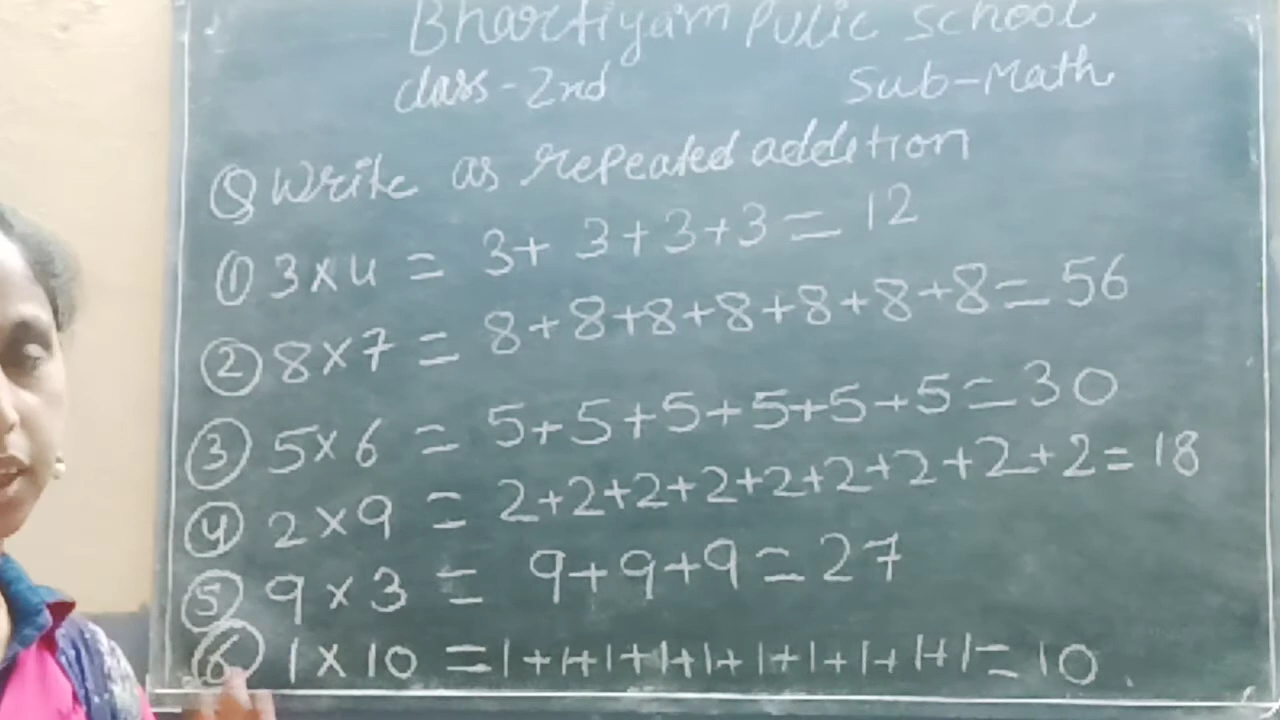 Bhartiyam Pulic School
class-2nd Sub-Math
Q Write as repeated addition
① 3×4 = 3+3+3+3=12
② 8×7 = 8+8+8+8+8+8+8=56
③ 5×6 = 5+5+5+5+5+5=30
④ 2×9 = 2+2+2+2+2+2+2+2+2=18
⑤ 9×3 = 9+9+9=27
⑥ 1×10 =1+1+1+1+1+1+1+1+1+1=10.